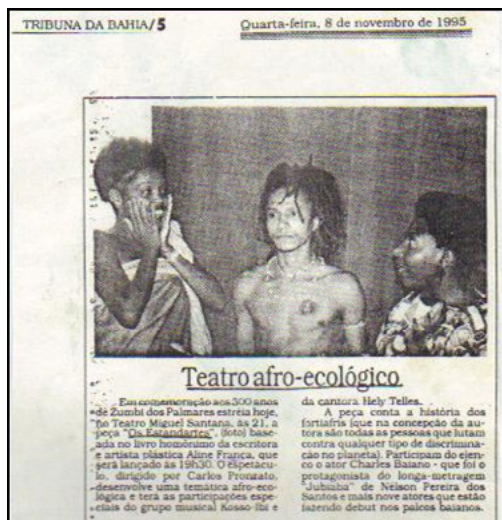 TRIBUNA DA BAHIA/5
Quarta-feira, 8 de novembro de 1995
Teatro afro-ecológico
Em comemoração aos 300 anos
de Zumbi dos Palmares estréia hoje,
no Teatro Miguel Santana, às 21, a
peça "Os Estandartes", (foto) base-
ada no livro homônimo da escritora
e artista plástica Aline França, que
será lançado às 19h30. O espetácu-
lo, dirigido por Carlos Pronzato,
desenvolve uma temática afro-eco-
lógica e terá as participações espe-
ciais do grupo musical Kosso Ibi e
da cantora Hely Telles.
A peça conta a história dos
fortiafris (que na concepção da au-
tora são todas as pessoas que lutam
contra qualquer tipo de discrimina-
ção no planeta). Participam do elen-
co o ator Charles Baiano - que foi o
protagonista do longa-metragem
"Jubiabá" de Nelson Pereira dos
Santos e mais nove atores que estão
fazendo debut nos palcos baianos.